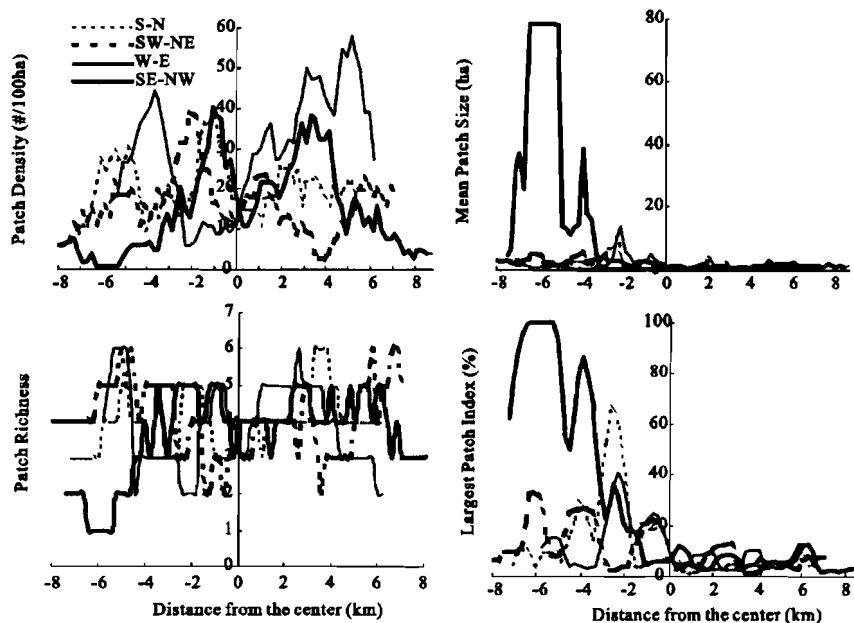 S-N
SW-NE
W-E
SE-NW
Patch Density (#/100ha)
60
50
40
30
20
10
0
-8 -6 -4 -2 0 2 4 6 8
Mean Patch Size (ha)
80
60
40
20
0
-8 -6 -4 -2 0 2 4 6 8
Patch Richness
7
6
5
4
3
2
1
0
-8 -6 -4 -2 0 2 4 6 8
Distance from the center (km)
Largest Patch Index (%)
100
80
60
40
20
0
-8 -6 -4 -2 0 2 4 6 8
Distance from the center (km)